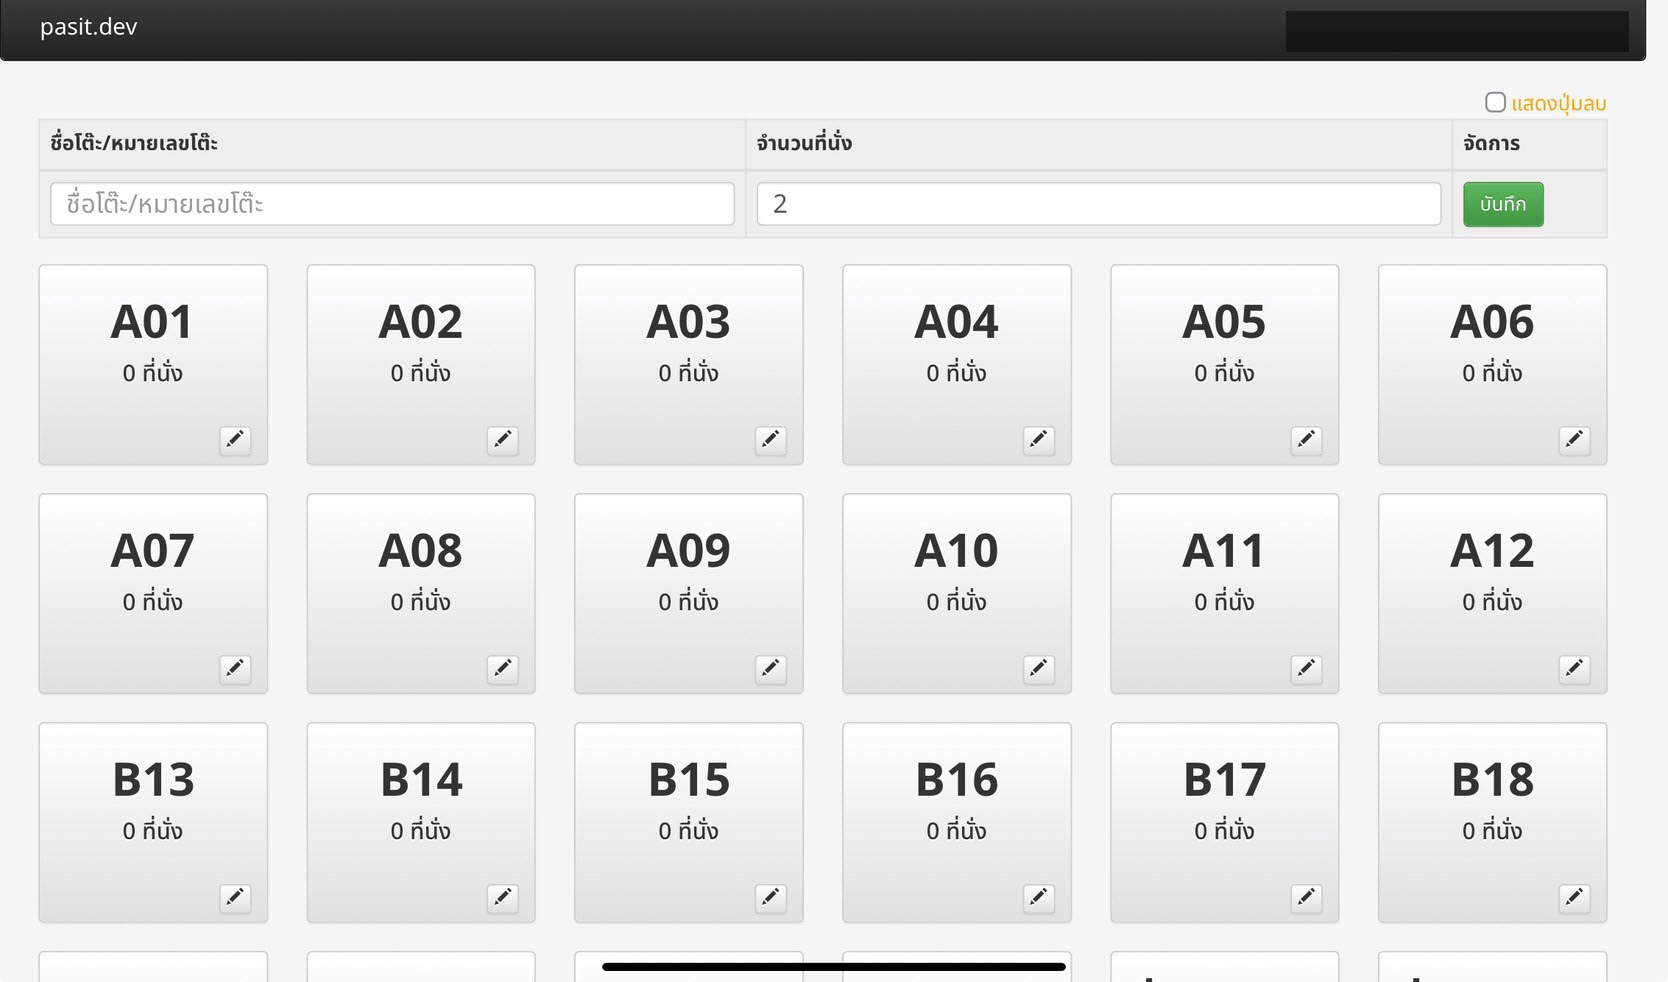 pasit.dev
แสดงปุ่มลบ
ชื่อโต๊ะ/หมายเลขโต๊ะ จำนวนที่นั่ง จัดการ
ชื่อโต๊ะ/หมายเลขโต๊ะ 2 บันทึก
A01 A02 A03 A04 A05 A06
0 ที่นั่ง 0 ที่นั่ง 0 ที่นั่ง 0 ที่นั่ง 0 ที่นั่ง 0 ที่นั่ง
A07 A08 A09 A10 A11 A12
0 ที่นั่ง 0 ที่นั่ง 0 ที่นั่ง 0 ที่นั่ง 0 ที่นั่ง 0 ที่นั่ง
B13 B14 B15 B16 B17 B18
0 ที่นั่ง 0 ที่นั่ง 0 ที่นั่ง 0 ที่นั่ง 0 ที่นั่ง 0 ที่นั่ง